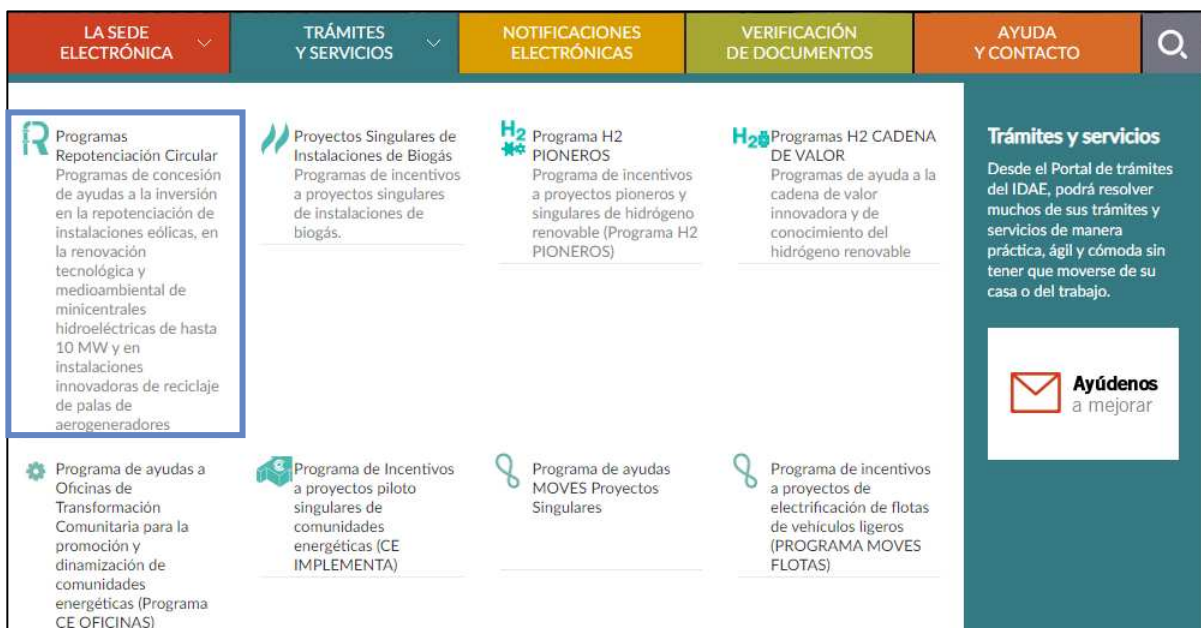 LA SEDE
ELECTRÓNICA
TRÁMITES
Y SERVICIOS
NOTIFICACIONES
ELECTRÓNICAS
VERIFICACIÓN
DE DOCUMENTOS
AYUDA
Y CONTACTO
Programas
Repotenciación Circular
Programas de concesión
de ayudas a la inversión
en la repotenciación de
instalaciones eólicas, en
la renovación
tecnológica y
medioambiental de
minicentrales
hidroeléctricas de hasta
10 MW y en
instalaciones
innovadoras de reciclaje
de palas de
aerogeneradores
Proyectos Singulares de
Instalaciones de Biogás
Programas de incentivos
a proyectos singulares
de instalaciones de
biogás.
H2
Programa H2
PIONEROS
Programa de incentivos
a proyectos pioneros y
singulares de hidrógeno
renovable (Programa H2
PIONEROS)
H2
Programas H2 CADENA
DE VALOR
Programas de ayuda a la
cadena de valor
innovadora y de
conocimiento del
hidrógeno renovable
Programa de ayudas a
Oficinas de
Transformación
Comunitaria para la
promoción y
dinamización de
comunidades
energéticas (Programa
CE OFICINAS)
Programa de Incentivos
a proyectos piloto
singulares de
comunidades
energéticas (CE
IMPLEMENTA)
Programa de ayudas
MOVES Proyectos
Singulares
Programa de incentivos
a proyectos de
electrificación de flotas
de vehículos ligeros
(PROGRAMA MOVES
FLOTAS)
Trámites y servicios
Desde el Portal de trámites
del IDAE, podrá resolver
muchos de sus trámites y
servicios de manera
práctica, ágil y cómoda sin
tener que moverse de su
casa o del trabajo.
Ayúdenos
a mejorar